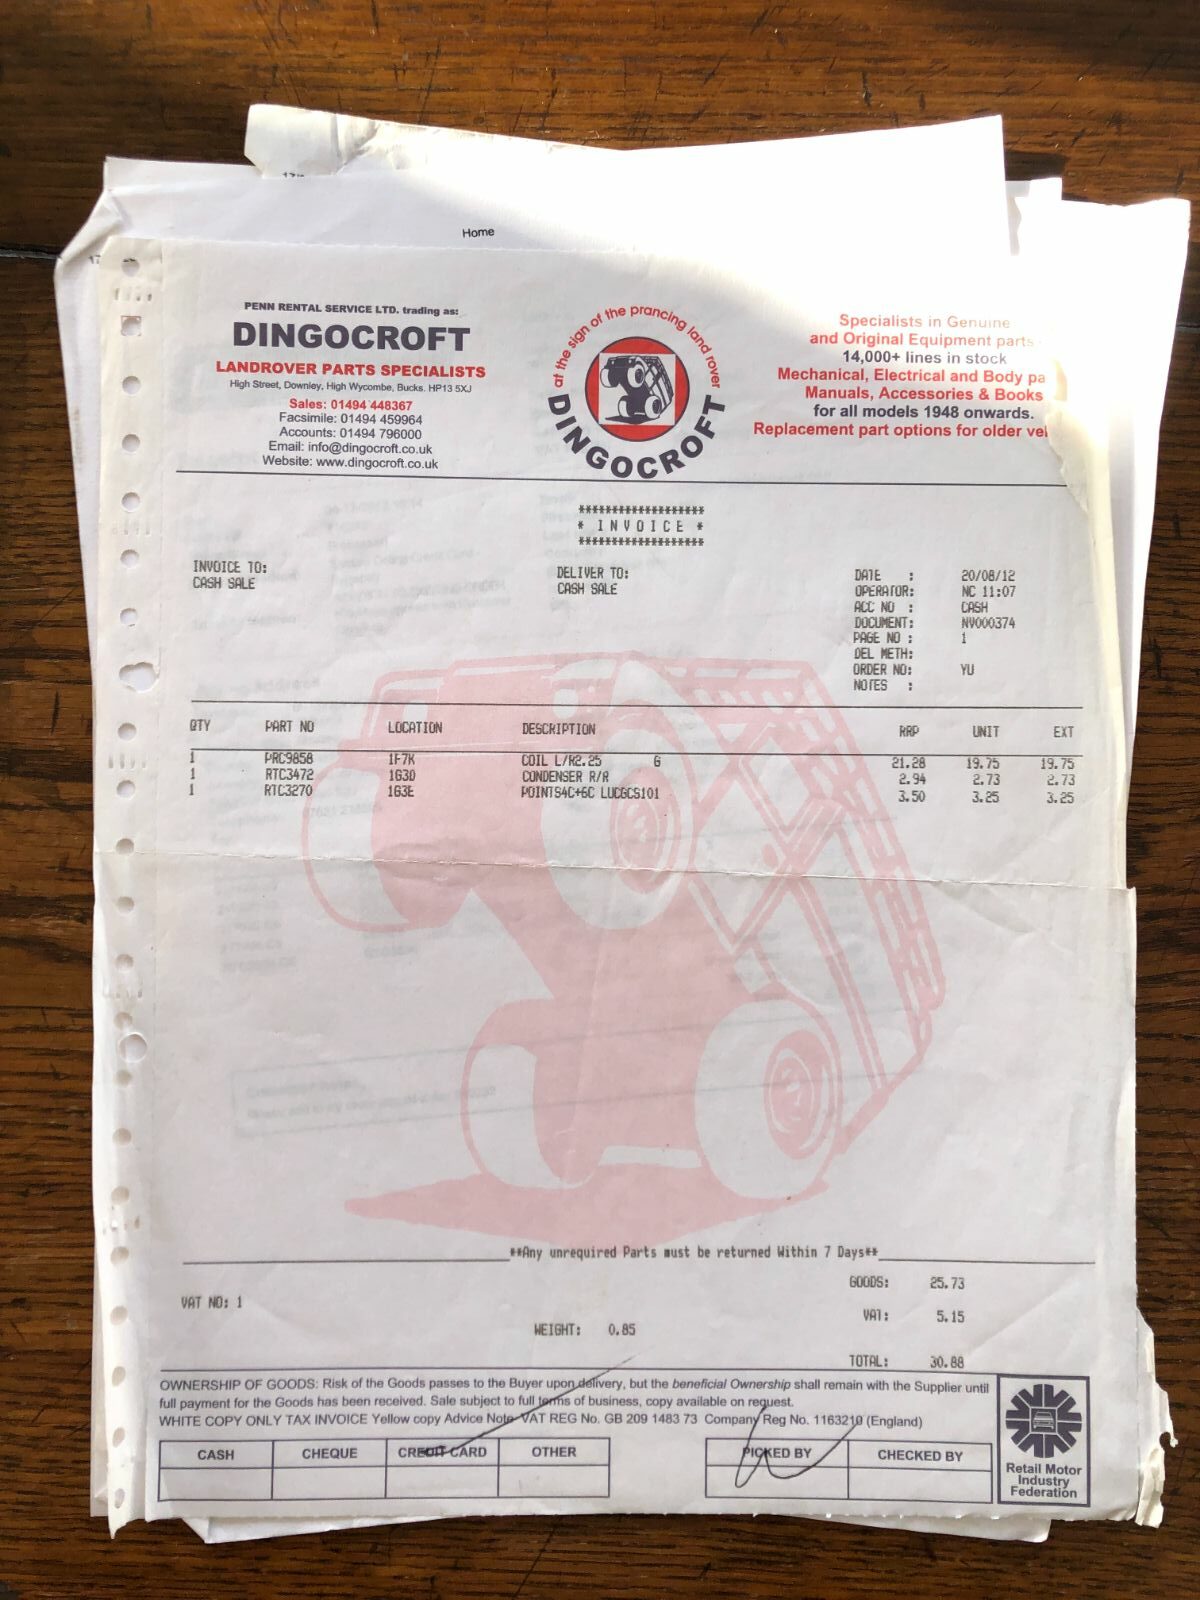 Home
PENN RENTAL SERVICE LTD. trading as:
DINGOCROFT
LANDROVER PARTS SPECIALISTS
High Street, Downley, High Wycombe, Bucks. HP13 5XJ
Sales: 01494 448367
Facsimile: 01494 459964
Accounts: 01494 796000
Email: info@dingocroft.co.uk
Website: www.dingocroft.co.uk
at the sign of the prancing land rover
DINGOCROFT
Specialists in Genuine
and Original Equipment parts
14,000+ lines in stock
Mechanical, Electrical and Body pa
Manuals, Accessories & Books
for all models 1948 onwards.
Replacement part options for older veh
********************
* INVOICE *
********************
INVOICE TO:
CASH SALE
DELIVER TO:
CASH SALE
DATE : 20/08/12
OPERATOR: NC 11:07
ACC NO : CASH
DOCUMENT: NV000374
PAGE NO : 1
DEL METH:
ORDER NO: YU
NOTES :
QTY PART NO LOCATION DESCRIPTION RRP UNIT EXT
1 PRC9858 1F7K COIL L/R2.25 G 21.28 19.75 19.75
1 RTC3472 1G3D CONDENSER R/R 2.94 2.73 2.73
1 RTC3270 1G3E POINTS4C+6C LUCGCS101 3.50 3.25 3.25
**Any unrequired Parts must be returned Within 7 Days**
GOODS: 25.73
VAT NO: 1
VAT: 5.15
WEIGHT: 0.85
TOTAL: 30.88
OWNERSHIP OF GOODS: Risk of the Goods passes to the Buyer upon delivery, but the beneficial Ownership shall remain with the Supplier until
full payment for the Goods has been received. Sale subject to full terms of business, copy available on request.
WHITE COPY ONLY TAX INVOICE Yellow copy Advice Note VAT REG No. GB 209 1483 73 Company Reg No. 1163210 (England)
CASH CHEQUE CREDIT CARD OTHER PICKED BY CHECKED BY
Retail Motor
Industry
Federation